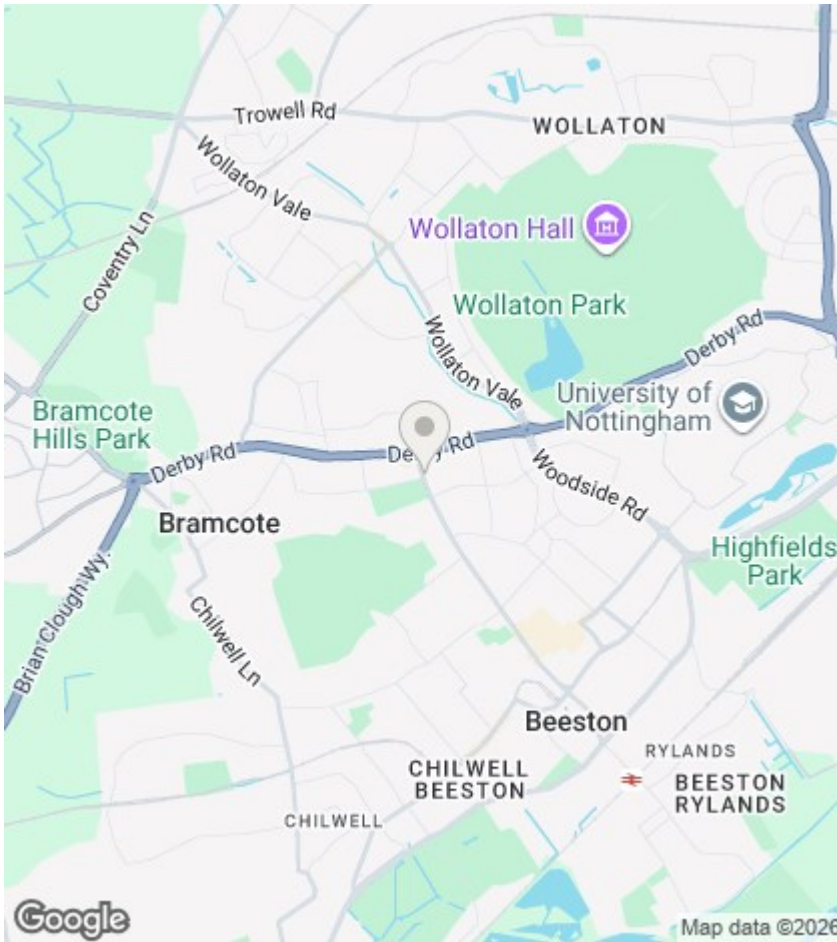 Trowell Rd
WOLLATON
Wollaton Vale
Wollaton Hall
Coventry Ln
Wollaton Park
Derby Rd
Wollaton Vale
University of
Nottingham
Bramcote
Hills Park
Derby Rd
Derby Rd
Woodside Rd
Bramcote
Highfields
Park
Brian Clough Wy.
Chilwell Ln
Beeston
RYLANDS
CHILWELL
BEESTON
BEESTON
RYLANDS
CHILWELL
Google
Map data ©2026